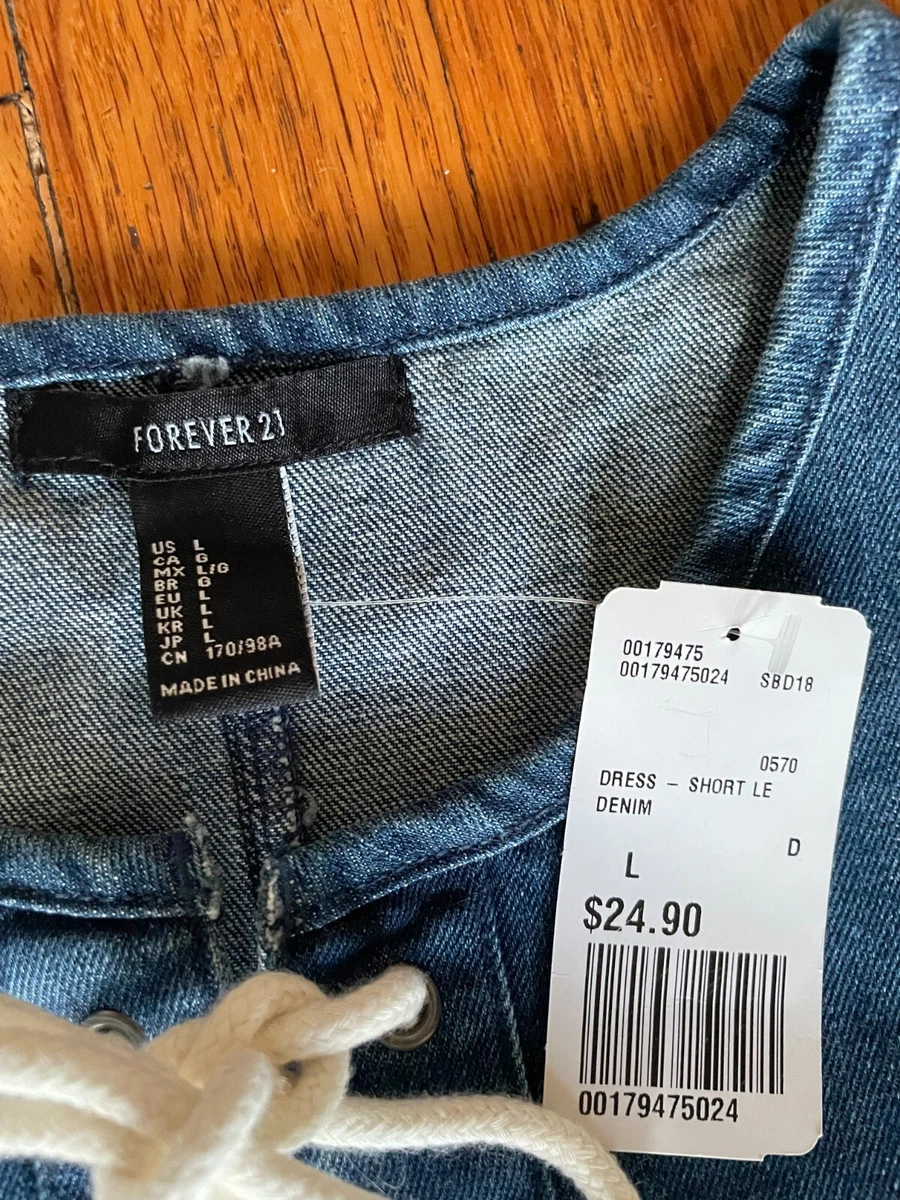 FOREVER 21
US L
CA G
MX L/G
BR G
EU L
UK L
KR L
JP L
CN 170/98A
MADE IN CHINA
00179475
00179475024 SBD18
0570
DRESS – SHORT LE
DENIM
D
L
$24.90
00179475024